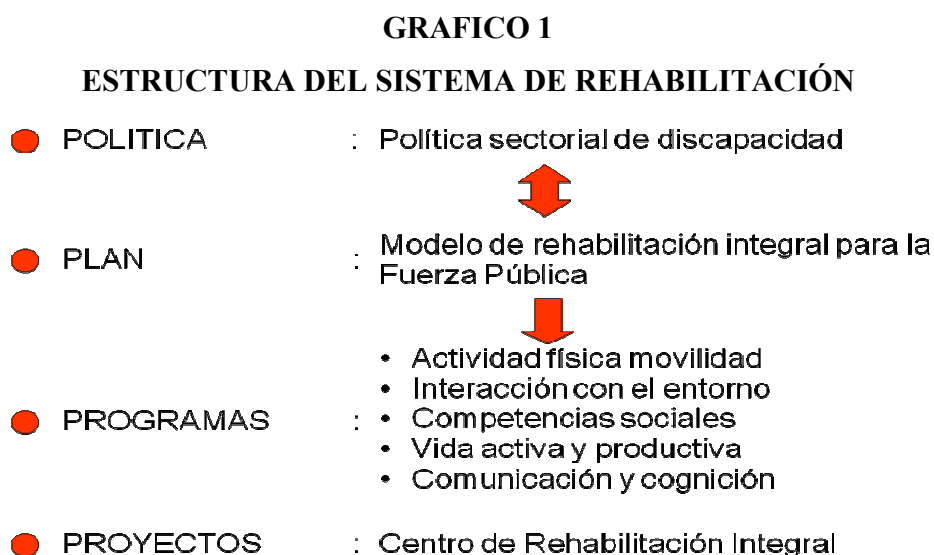 GRAFICO 1
ESTRUCTURA DEL SISTEMA DE REHABILITACIÓN
POLITICA : Política sectorial de discapacidad
PLAN : Modelo de rehabilitación integral para la
Fuerza Pública
• Actividad física movilidad
• Interacción con el entorno
PROGRAMAS : • Competencias sociales
• Vida activa y productiva
• Comunicación y cognición
PROYECTOS : Centro de Rehabilitación Integral